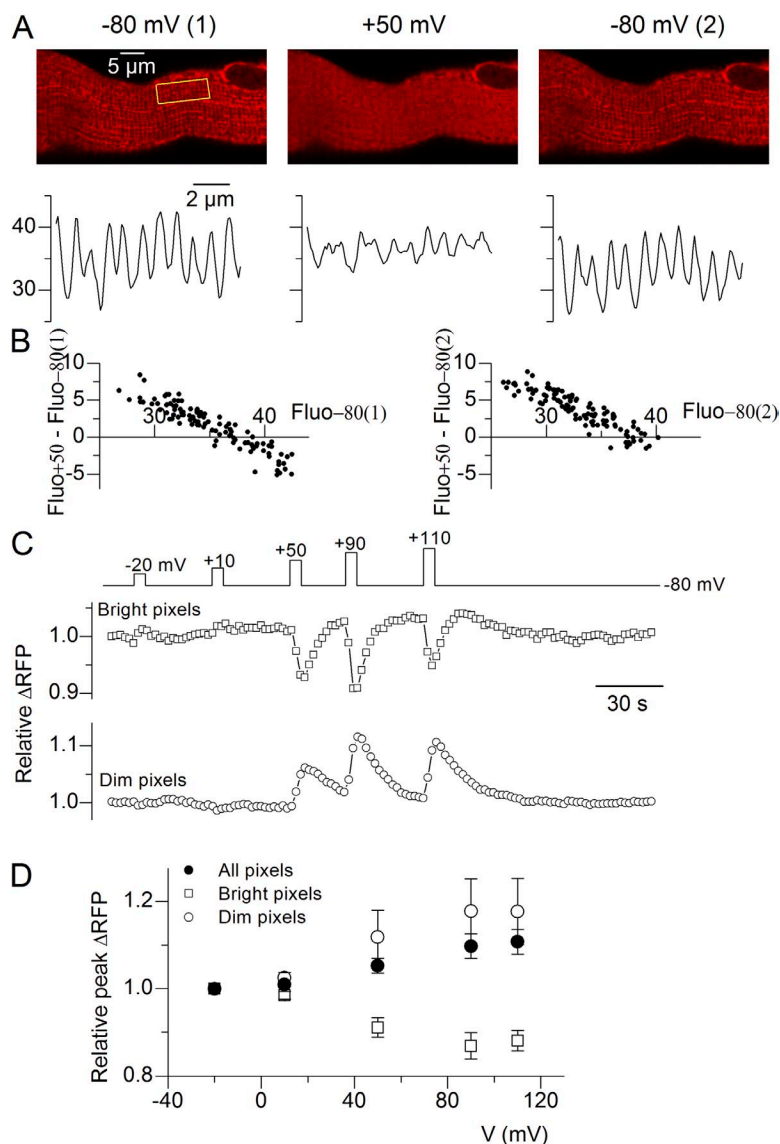 A
-80 mV (1)
+50 mV
-80 mV (2)
5 µm
2 µm
40
30
B
Fluo+50 - Fluo–80(1)
10
5
0
-5
30
40
Fluo–80(1)
Fluo+50 - Fluo–80(2)
10
5
0
-5
30
40
Fluo–80(2)
C
-20 mV
+10
+50
+90
+110
-80 mV
Relative ΔRFP
Bright pixels
1.0
0.9
30 s
1.1
Dim pixels
1.0
D
All pixels
Bright pixels
Dim pixels
Relative peak ΔRFP
1.2
1.0
0.8
-40
0
40
80
120
V (mV)